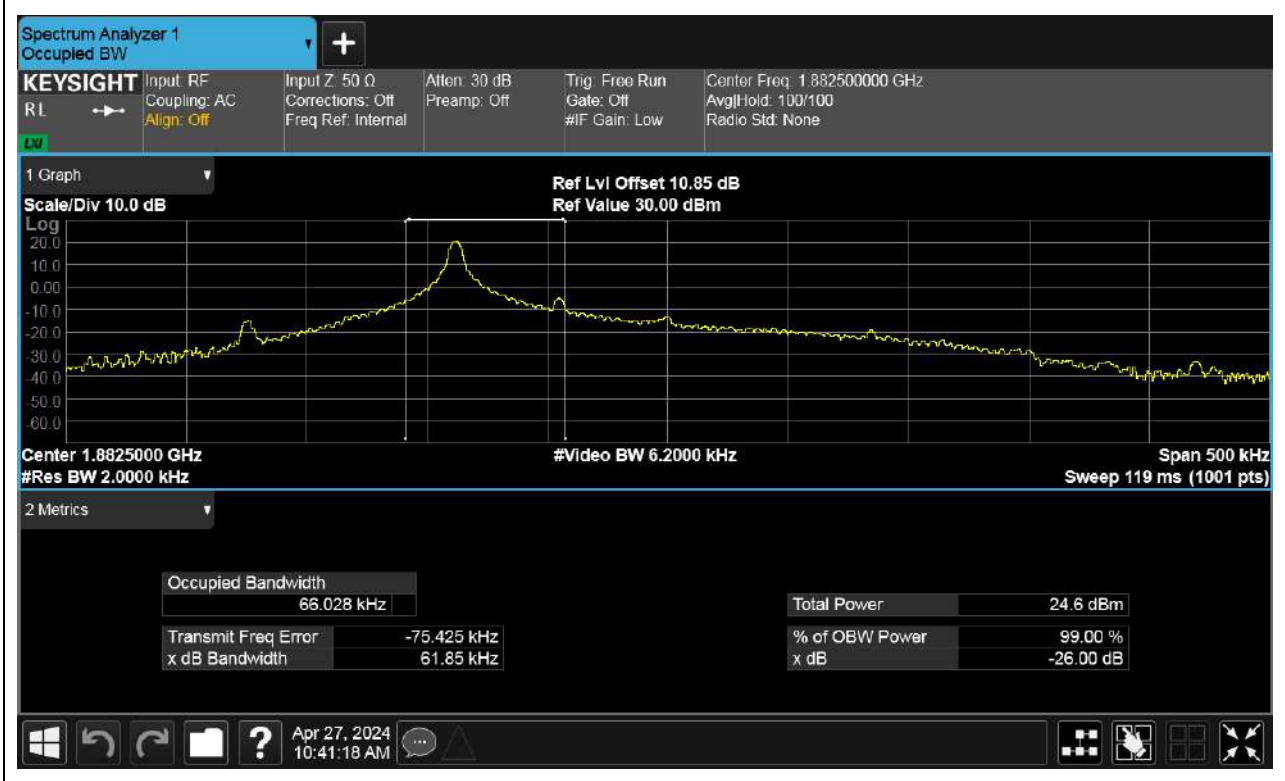 Spectrum Analyzer 1
Occupied BW
+
KEYSIGHT
RL
LXI
Input: RF
Coupling: AC
Align: Off
Input Z: 50 Ω
Corrections: Off
Freq Ref: Internal
Atten: 30 dB
Preamp: Off
Trig: Free Run
Gate: Off
#IF Gain: Low
Center Freq: 1.882500000 GHz
Avg|Hold: 100/100
Radio Std: None
1 Graph
Scale/Div 10.0 dB
Ref Lvl Offset 10.85 dB
Ref Value 30.00 dBm
Log
20.0
10.0
0.00
-10.0
-20.0
-30.0
-40.0
-50.0
-60.0
Center 1.8825000 GHz
#Res BW 2.0000 kHz
#Video BW 6.2000 kHz
Span 500 kHz
Sweep 119 ms (1001 pts)
2 Metrics
Occupied Bandwidth
66.028 kHz
Transmit Freq Error -75.425 kHz
x dB Bandwidth 61.85 kHz
Total Power 24.6 dBm
% of OBW Power 99.00 %
x dB -26.00 dB
?
Apr 27, 2024
10:41:18 AM